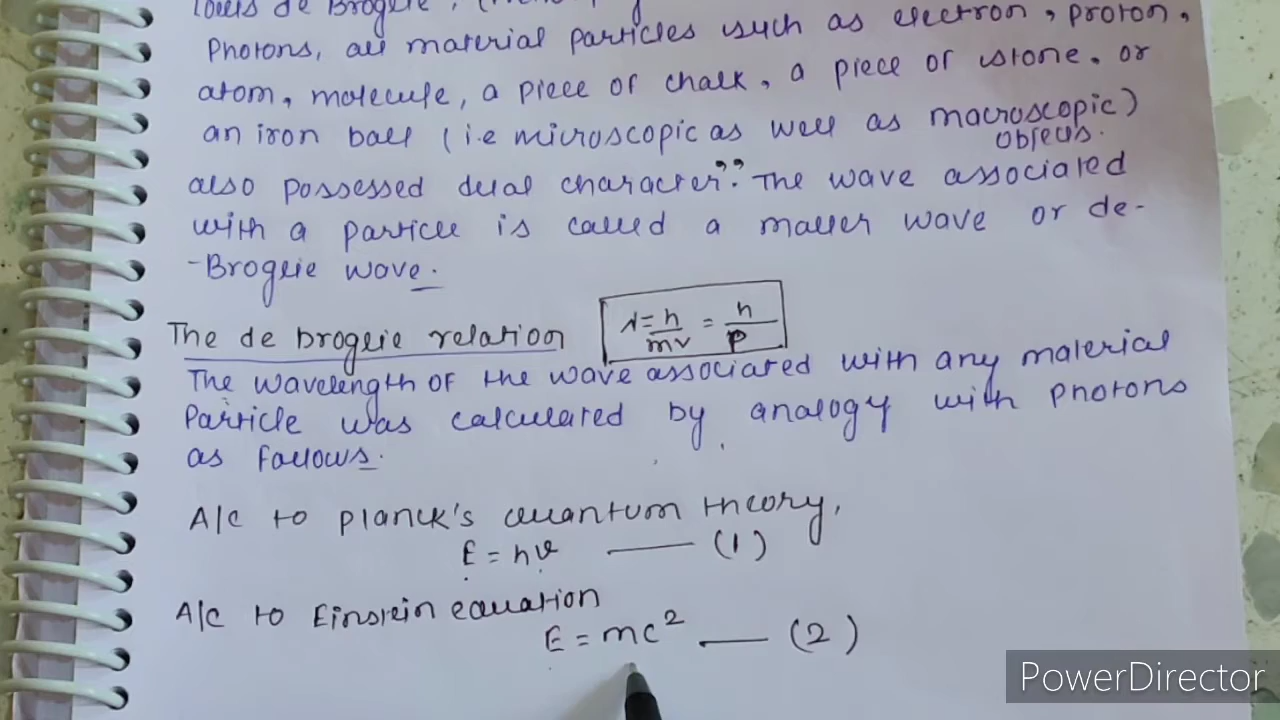 Louis de Broglie,
Photons, all material particles such as electron, proton,
atom, molecule, a piece of chalk, a piece of stone, or
an iron ball (i.e microscopic as well as macroscopic)
objects.
also possessed dual character". The wave associated
with a particle is called a matter wave or de-
-Broglie wave.
The de broglie relation λ = h/mv = h/p
The wavelength of the wave associated with any material
Particle was calculated by analogy with photons
as follows.
A/c to planck's quantum theory,
E = hν —— (1)
A/c to Einstein equation
E = mc² —— (2)
PowerDirector